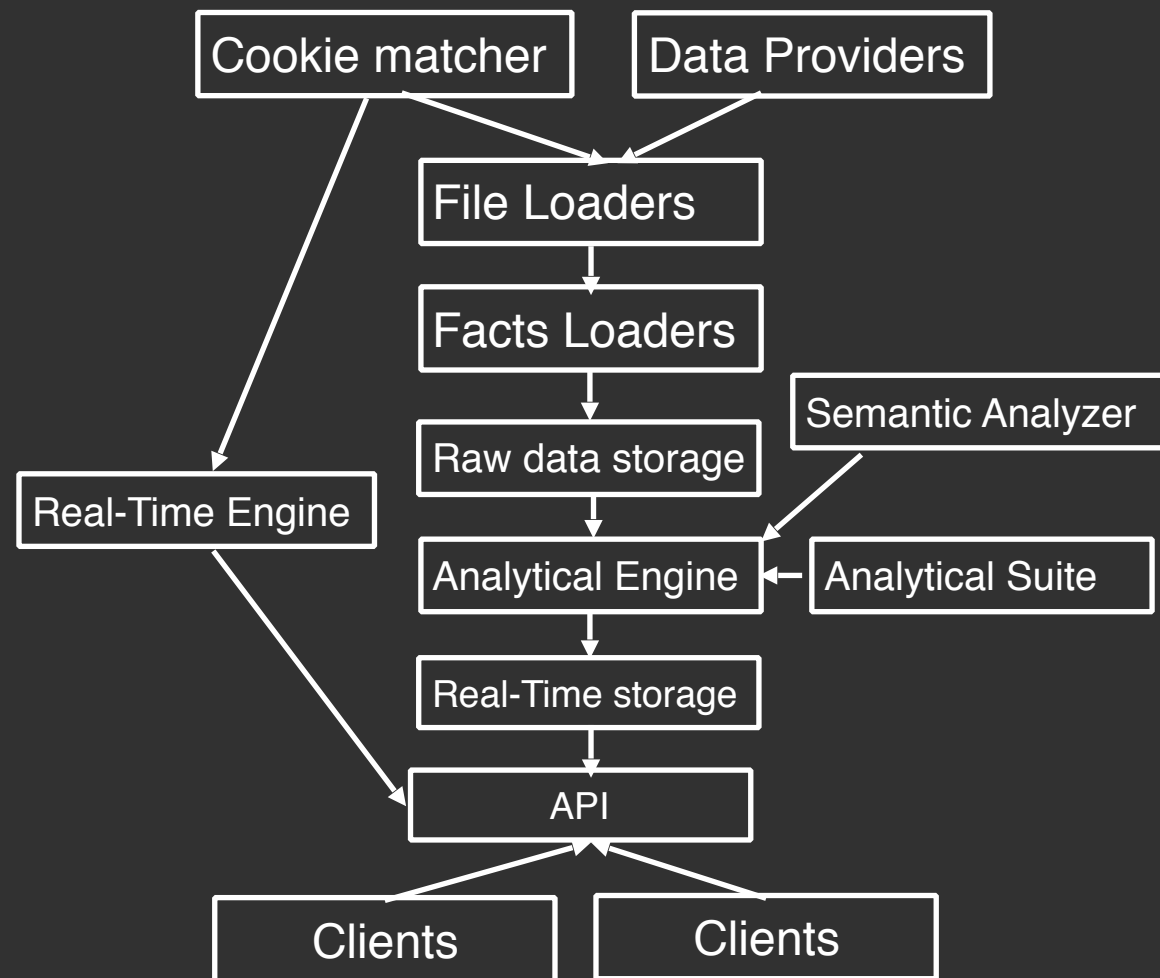 Cookie matcher
Data Providers
File Loaders
Facts Loaders
Semantic Analyzer
Raw data storage
Real-Time Engine
Analytical Engine
Analytical Suite
Real-Time storage
API
Clients
Clients